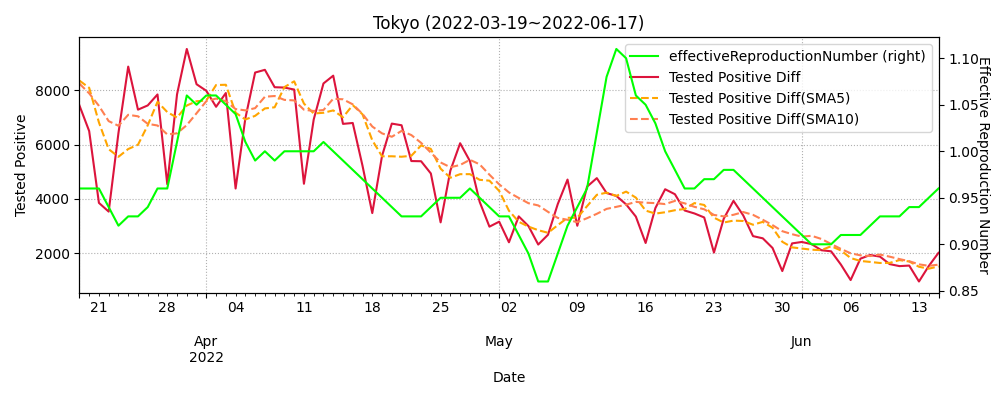 Tokyo (2022-03-19~2022-06-17)
effectiveReproductionNumber (right)
Tested Positive Diff
Tested Positive Diff(SMA5)
Tested Positive Diff(SMA10)
Tested Positive
8000
6000
4000
2000
1.10
1.05
1.00
0.95
0.90
0.85
Effective Reproduction Number
21 28 04 11 18 25 02 09 16 23 30 06 13
Apr May Jun
2022
Date